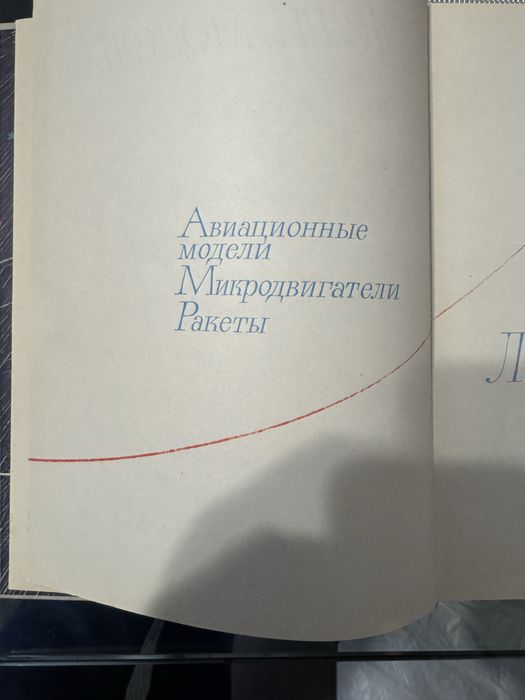 Авиационные
модели
Микродвигатели
Ракеты
Л